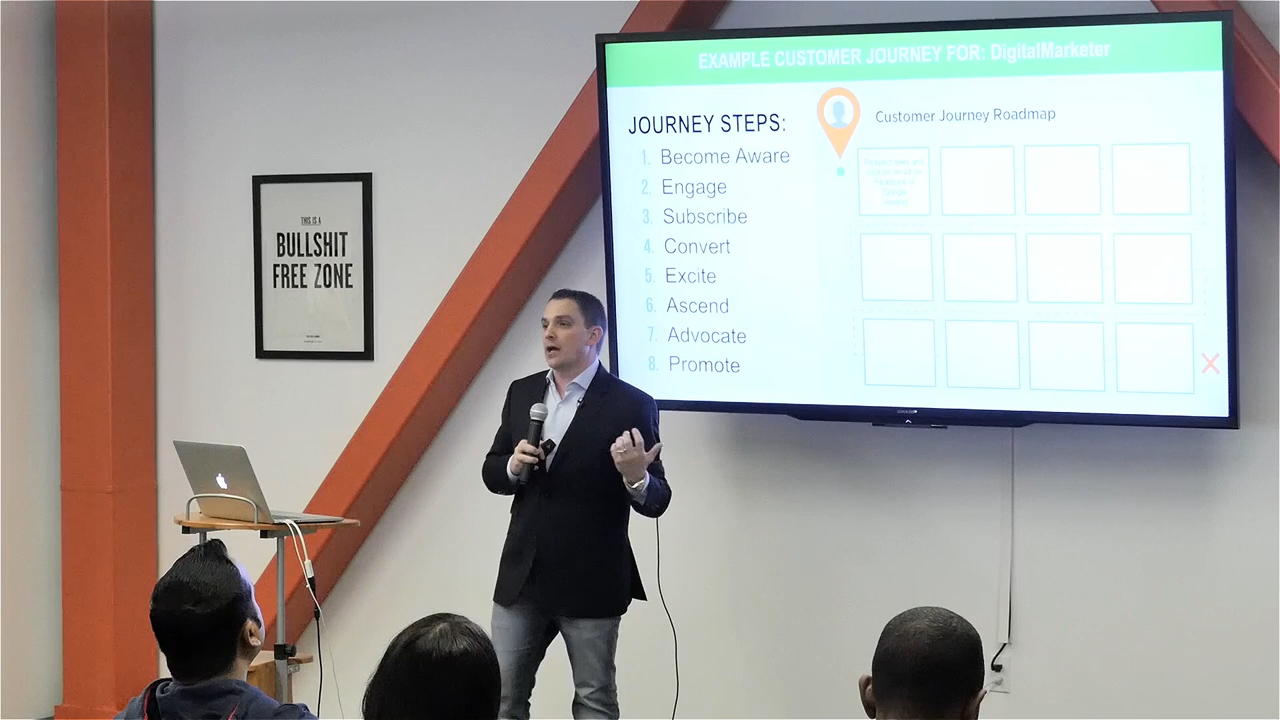 EXAMPLE CUSTOMER JOURNEY FOR: DigitalMarketer
JOURNEY STEPS:
1. Become Aware
2. Engage
3. Subscribe
4. Convert
5. Excite
6. Ascend
7. Advocate
8. Promote
Customer Journey Roadmap
THIS IS A
BULLSHIT
FREE ZONE